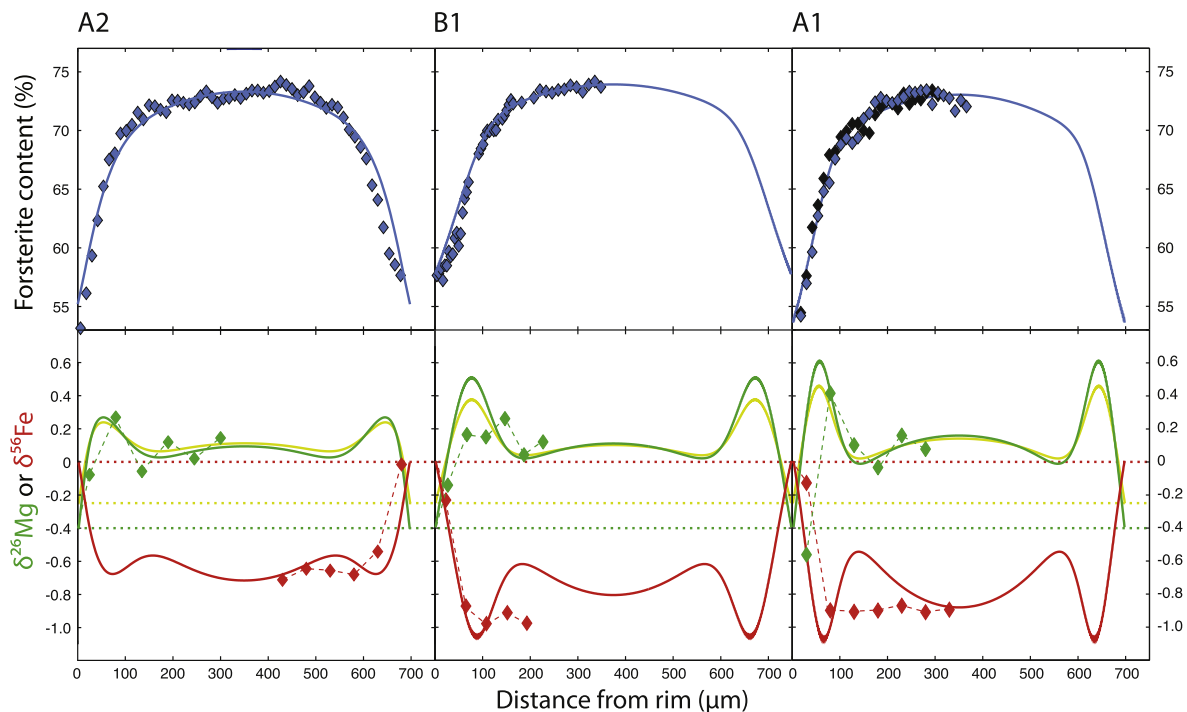 A2 B1 A1
Forsterite content (%)
75 75
70 70
65 65
60 60
55 55
δ²⁶Mg or δ⁵⁶Fe
0.6 0.6
0.4 0.4
0.2 0.2
0 0
-0.2 -0.2
-0.4 -0.4
-0.6 -0.6
-0.8 -0.8
-1.0 -1.0
0 100 200 300 400 500 600 0 100 200 300 400 500 600 700 0 100 200 300 400 500 600 700
Distance from rim (µm)